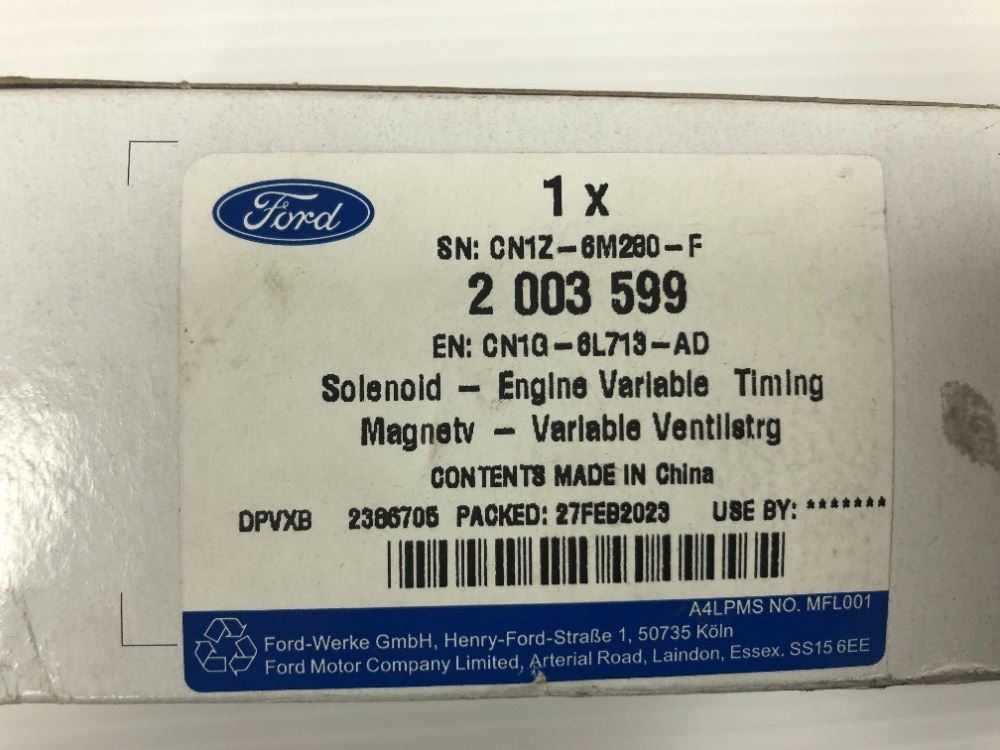 Ford
1 x
SN: CN1Z-6M280-F
2 003 599
EN: CN1G-6L713-AD
Solenoid - Engine Variable Timing
Magnetv - Variable Ventilstrg
CONTENTS MADE IN China
DPVXB 2386705 PACKED: 27FEB2023 USE BY: *******
A4LPMS NO. MFL001
Ford-Werke GmbH, Henry-Ford-Straße 1, 50735 Köln
Ford Motor Company Limited, Arterial Road, Laindon, Essex. SS15 6EE